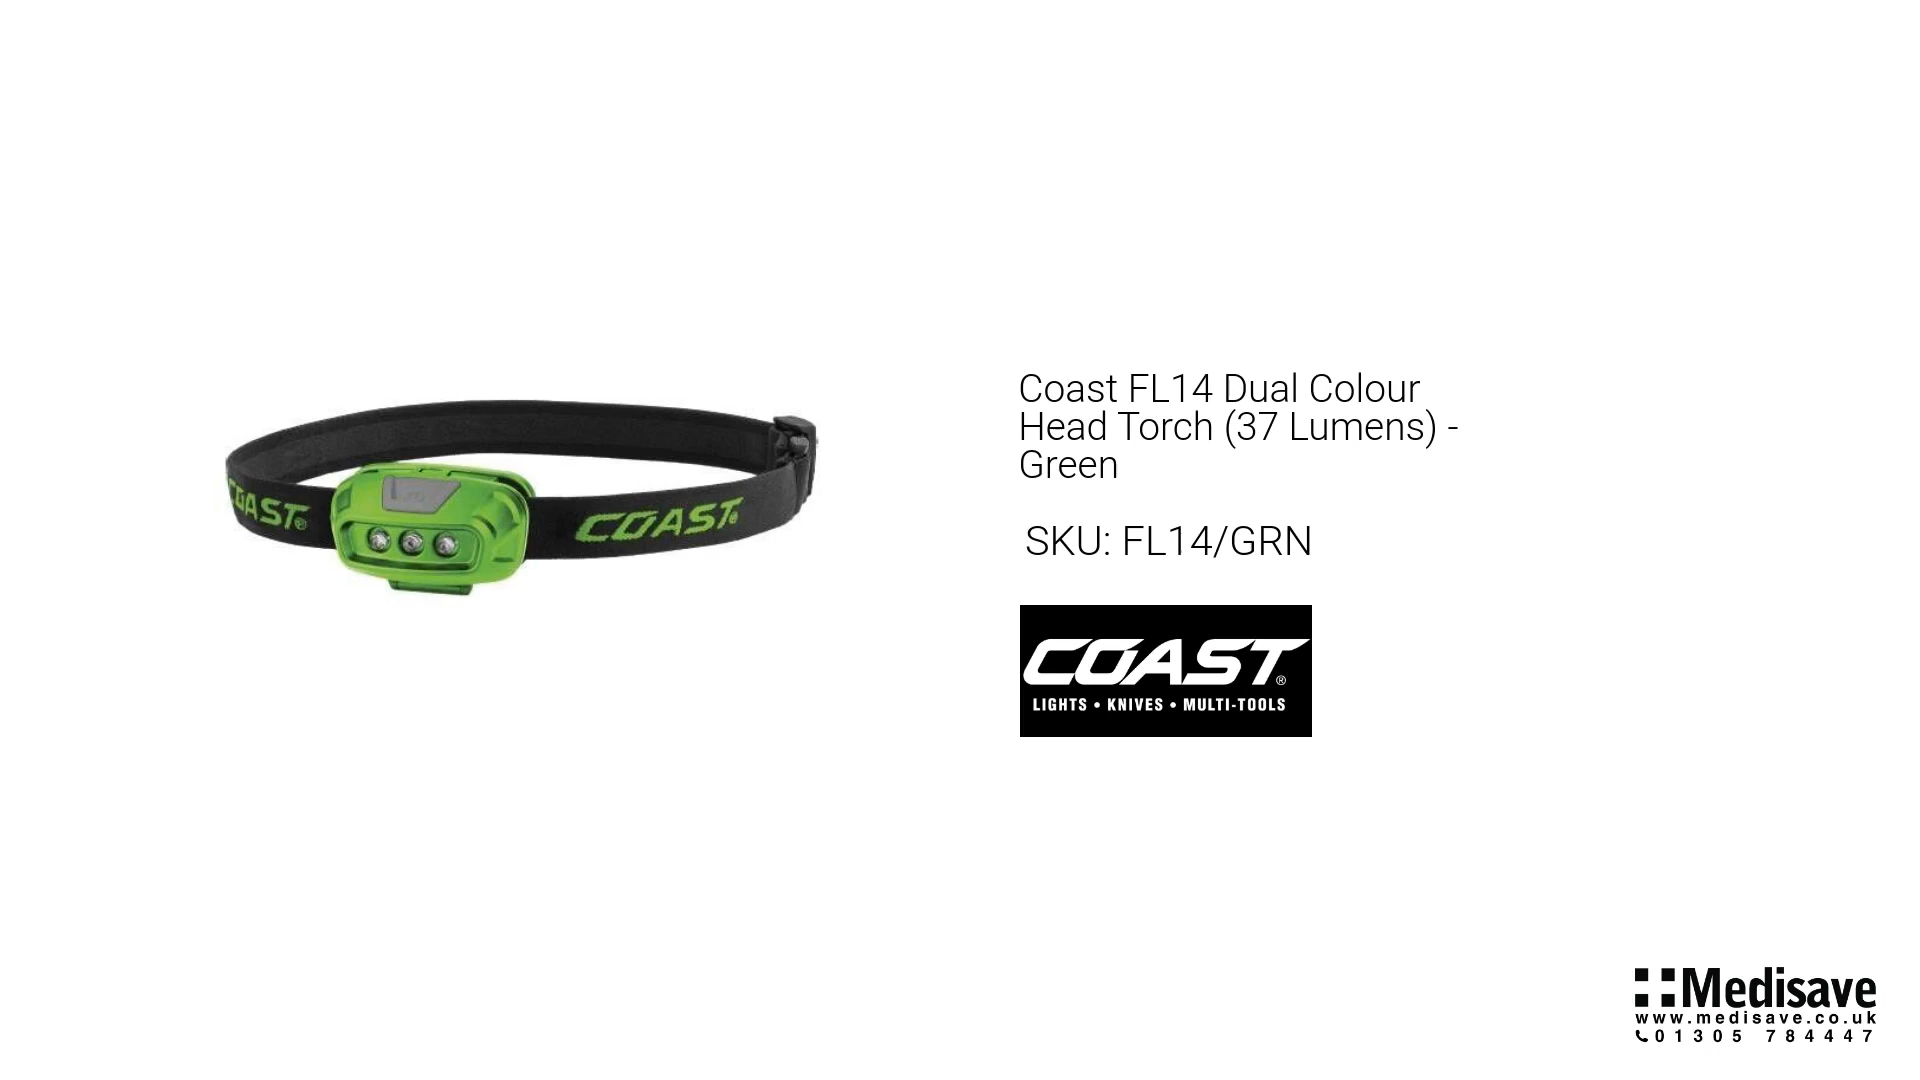 COAST®
COAST®
Coast FL14 Dual Colour
Head Torch (37 Lumens) -
Green
SKU: FL14/GRN
COAST®
LIGHTS • KNIVES • MULTI-TOOLS
Medisave
www.medisave.co.uk
01305 784447